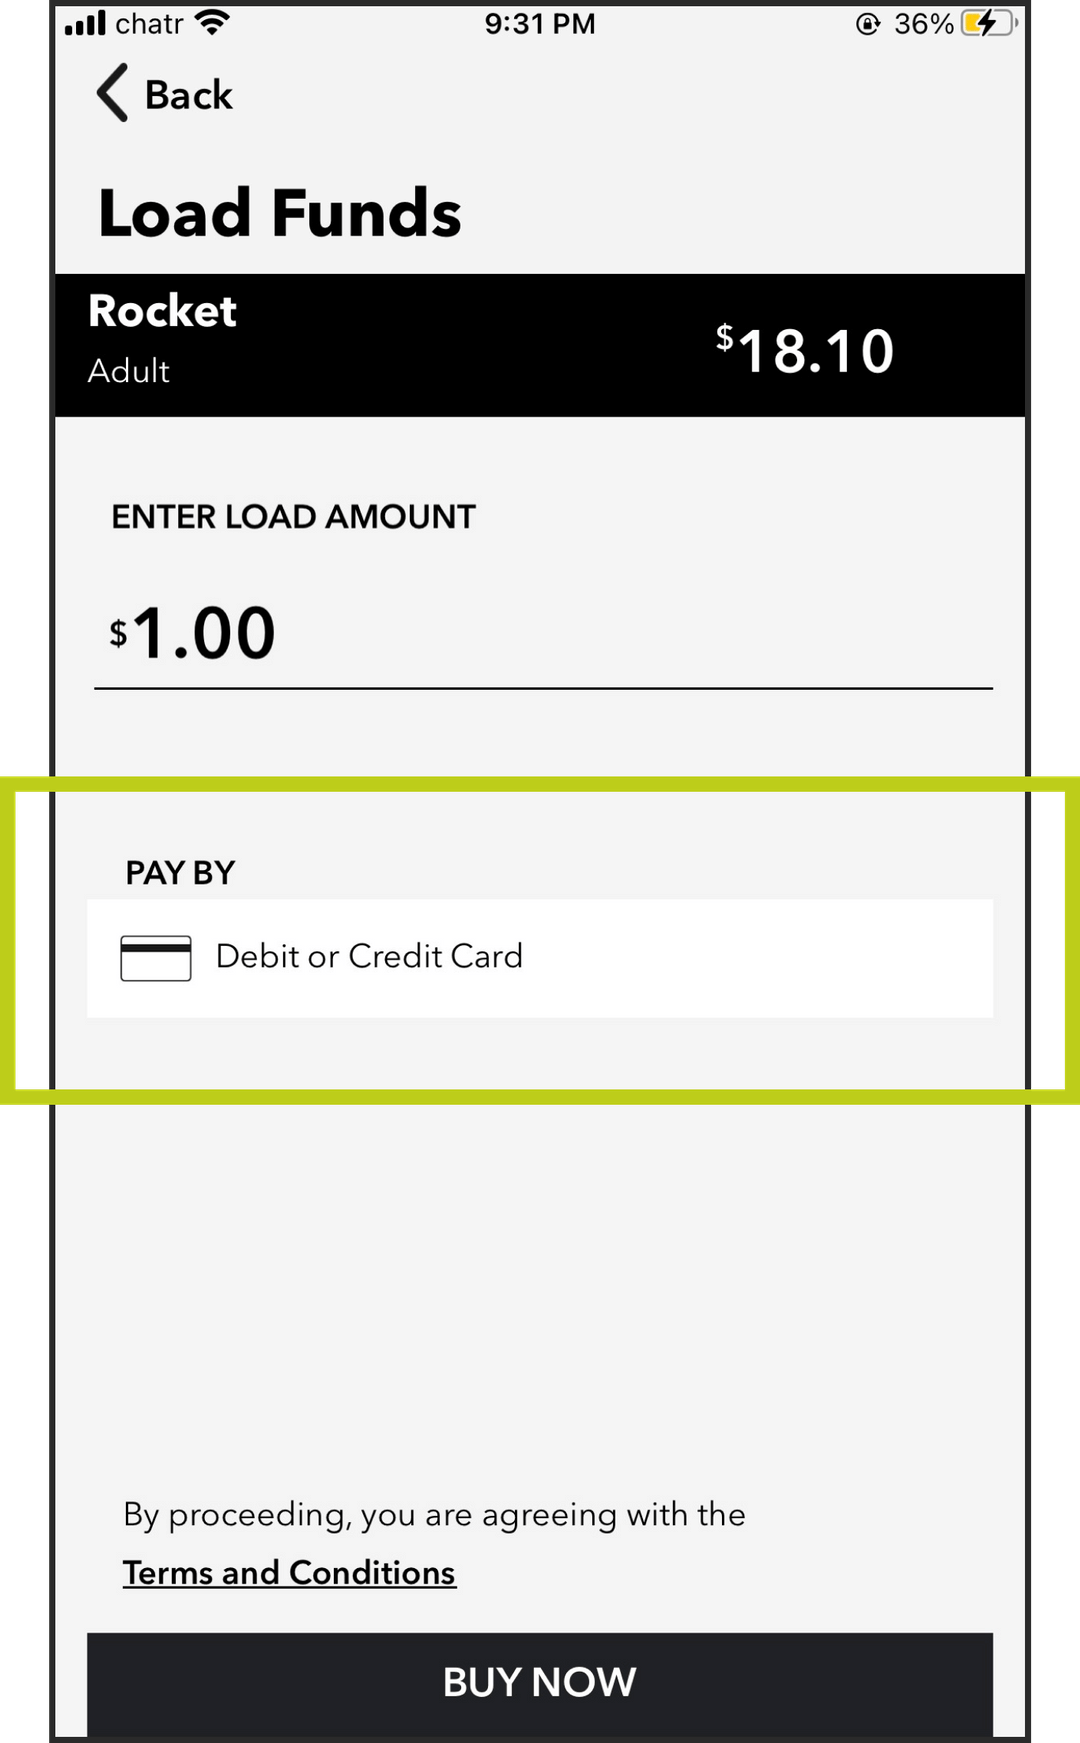 chatr 9:31 PM 36%
Back
Load Funds
Rocket
Adult
$18.10
ENTER LOAD AMOUNT
$1.00
PAY BY
Debit or Credit Card
By proceeding, you are agreeing with the
Terms and Conditions
BUY NOW